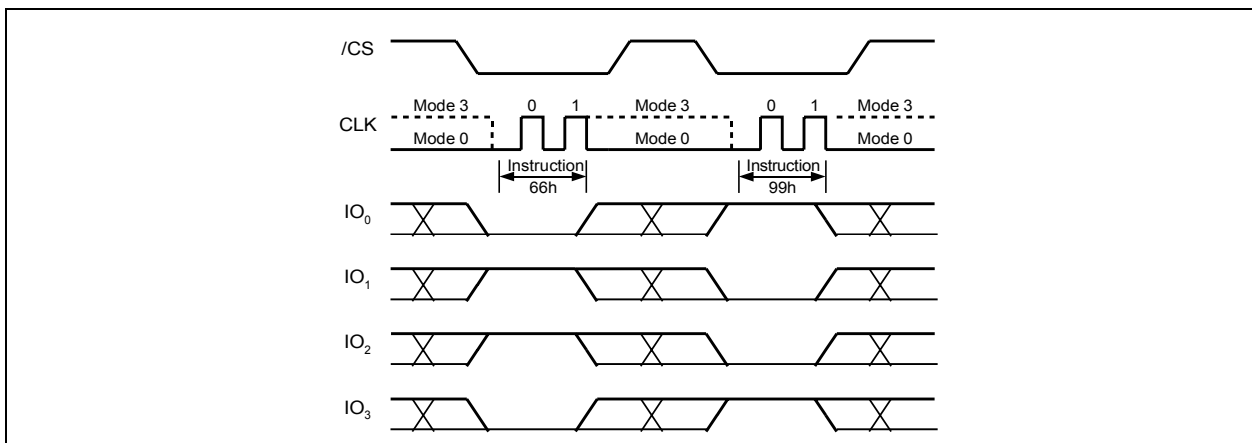 /CS
Mode 3 0 1 Mode 3 0 1 Mode 3
CLK
Mode 0 Mode 0 Mode 0
Instruction Instruction
66h 99h
IO0
IO1
IO2
IO3